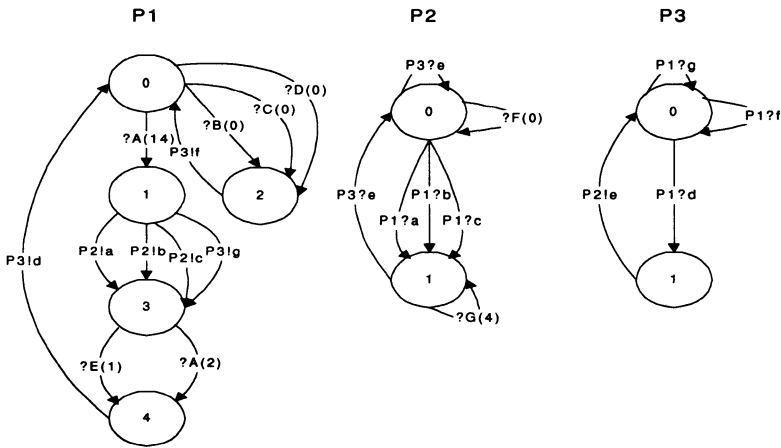 P1 P2 P3
P3?e P1?g
0 0 0
?D(0)
?C(0)
?B(0) ?F(0) P1?f
?A(14)
P3!f
1 2
P3?e P1?b P2!e P1?d
P1?a P1?c
P3!d P2!a P2!b P2!c P3!g
1 1
3
?G(4)
?E(1) ?A(2)
4